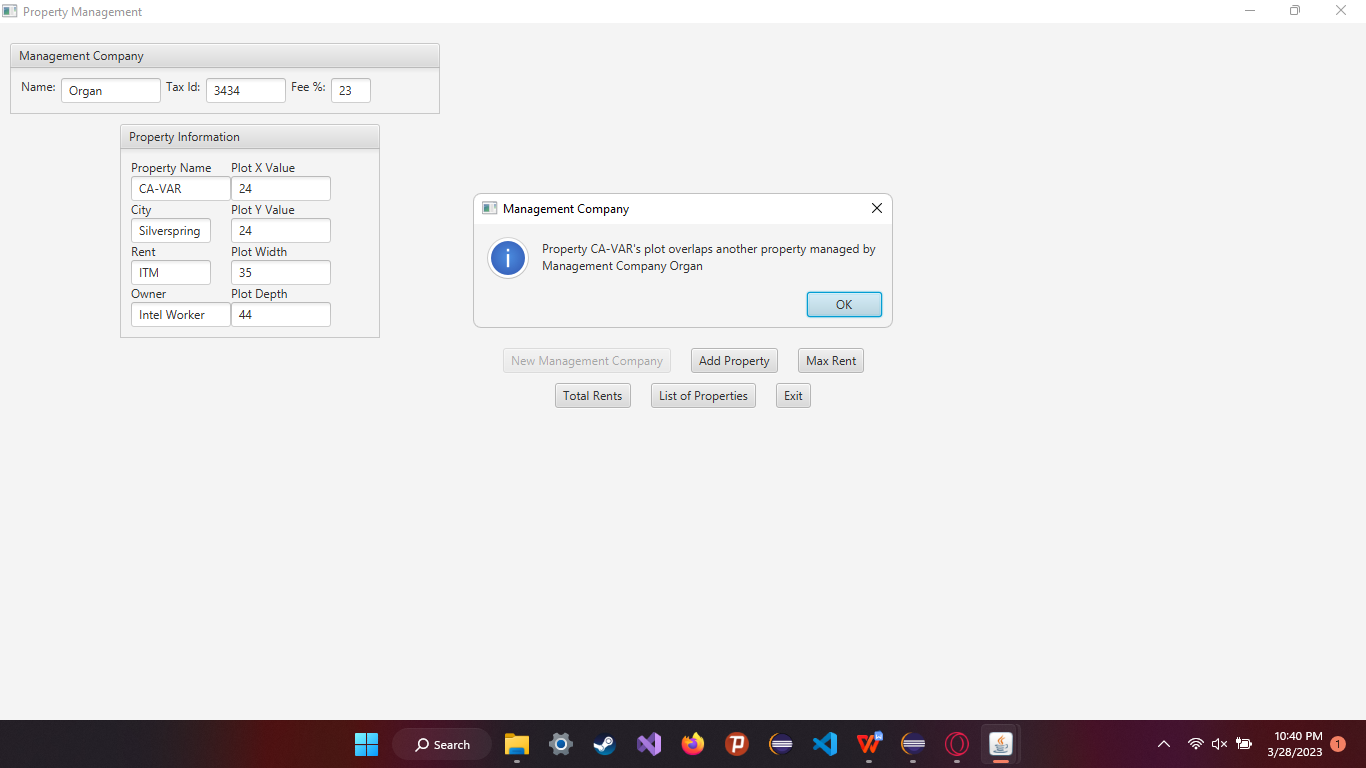 Property Management
Management Company
Name: Organ Tax Id: 3434 Fee %: 23
Property Information
Property Name Plot X Value
CA-VAR 24
City Plot Y Value
Silverspring 24
Rent Plot Width
ITM 35
Owner Plot Depth
Intel Worker 44
Management Company
Property CA-VAR's plot overlaps another property managed by
Management Company Organ
OK
New Management Company Add Property Max Rent
Total Rents List of Properties Exit
Search
10:40 PM
3/28/2023
1